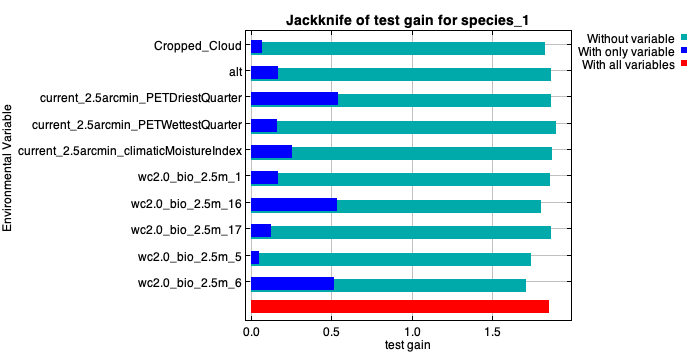 Jackknife of test gain for species_1
Without variable
With only variable
With all variables
Environmental Variable
Cropped_Cloud
alt
current_2.5arcmin_PETDriestQuarter
current_2.5arcmin_PETWettestQuarter
current_2.5arcmin_climaticMoistureIndex
wc2.0_bio_2.5m_1
wc2.0_bio_2.5m_16
wc2.0_bio_2.5m_17
wc2.0_bio_2.5m_5
wc2.0_bio_2.5m_6
0.0 0.5 1.0 1.5
test gain